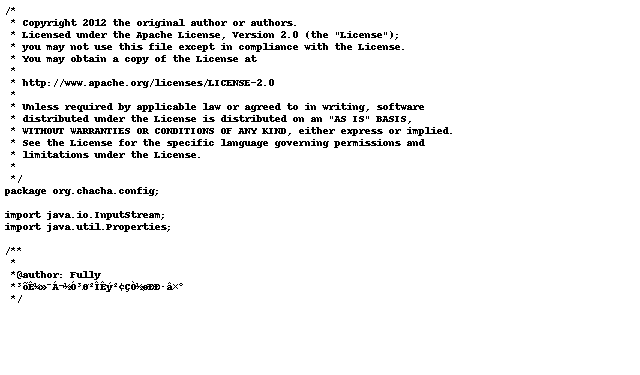 /*
* Copyright 2012 the original author or authors.
* Licensed under the Apache License, Version 2.0 (the "License");
* you may not use this file except in compliance with the License.
* You may obtain a copy of the License at
*
* http://www.apache.org/licenses/LICENSE-2.0
*
* Unless required by applicable law or agreed to in writing, software
* distributed under the License is distributed on an "AS IS" BASIS,
* WITHOUT WARRANTIES OR CONDITIONS OF ANY KIND, either express or implied.
* See the License for the specific language governing permissions and
* limitations under the License.
*
*/
package org.chacha.config;
import java.io.InputStream;
import java.util.Properties;
/**
*
*@author: Fully
*
*/